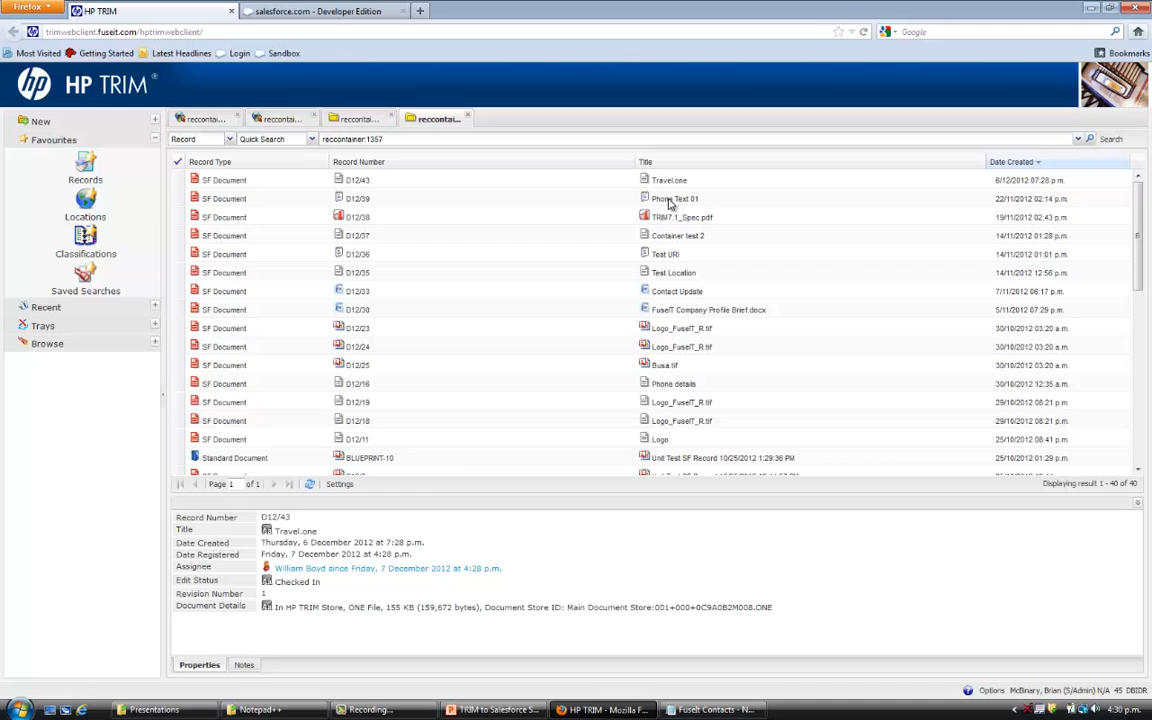 Firefox
HP TRIM
salesforce.com - Developer Edition
trimwebclient.fuseit.com/hptrimwebclient/
Google
Most Visited Getting Started Latest Headlines Login Sandbox
Bookmarks
hp HP TRIM
New
Favourites
Records
Locations
Classifications
Saved Searches
Recent
Trays
Browse
reccontai... reccontai... reccontai... reccontai...
Record Quick Search reccontainer:1357 Search
Record Type Record Number Title Date Created
SF Document D12/43 Travel.one 6/12/2012 07:28 p.m.
SF Document D12/39 Phone Text 01 22/11/2012 02:14 p.m.
SF Document D12/38 TRIM7.1_Spec.pdf 19/11/2012 02:43 p.m.
SF Document D12/37 Container test 2 14/11/2012 01:28 p.m.
SF Document D12/36 Test URI 14/11/2012 01:01 p.m.
SF Document D12/35 Test Location 14/11/2012 12:56 p.m.
SF Document D12/33 Contact Update 7/11/2012 06:17 p.m.
SF Document D12/30 FuseIT Company Profile Brief.docx 5/11/2012 07:29 p.m.
SF Document D12/23 Logo_FuseIT_R.tif 30/10/2012 03:20 a.m.
SF Document D12/24 Logo_FuseIT_R.tif 30/10/2012 03:20 a.m.
SF Document D12/25 Busa.tif 30/10/2012 03:20 a.m.
SF Document D12/16 Phone details 30/10/2012 12:35 a.m.
SF Document D12/19 Logo_FuseIT_R.tif 29/10/2012 08:21 p.m.
SF Document D12/18 Logo_FuseIT_R.tif 29/10/2012 08:21 p.m.
SF Document D12/11 Logo 25/10/2012 08:41 p.m.
Standard Document BLUEPRINT-10 Unit Test SF Record 10/25/2012 1:29:36 PM 25/10/2012 01:29 p.m.
Page 1 of 1 Settings Displaying result 1 - 40 of 40
Record Number D12/43
Title Travel.one
Date Created Thursday, 6 December 2012 at 7:28 p.m.
Date Registered Friday, 7 December 2012 at 4:28 p.m.
Assignee William Boyd since Friday, 7 December 2012 at 4:28 p.m.
Edit Status Checked In
Revision Number 1
Document Details In HP TRIM Store, ONE File, 155 KB (159,672 bytes), Document Store ID: Main Document Store:001+000+0C9A0B2M008.ONE
Properties Notes
Options McBinary, Brian (S/Admin) N/A 45 DBIDR
Presentations Notepad++ Recording... TRIM to Salesforce S... HP TRIM - Mozilla F... FuseIt Contacts - N... 4:30 p.m.